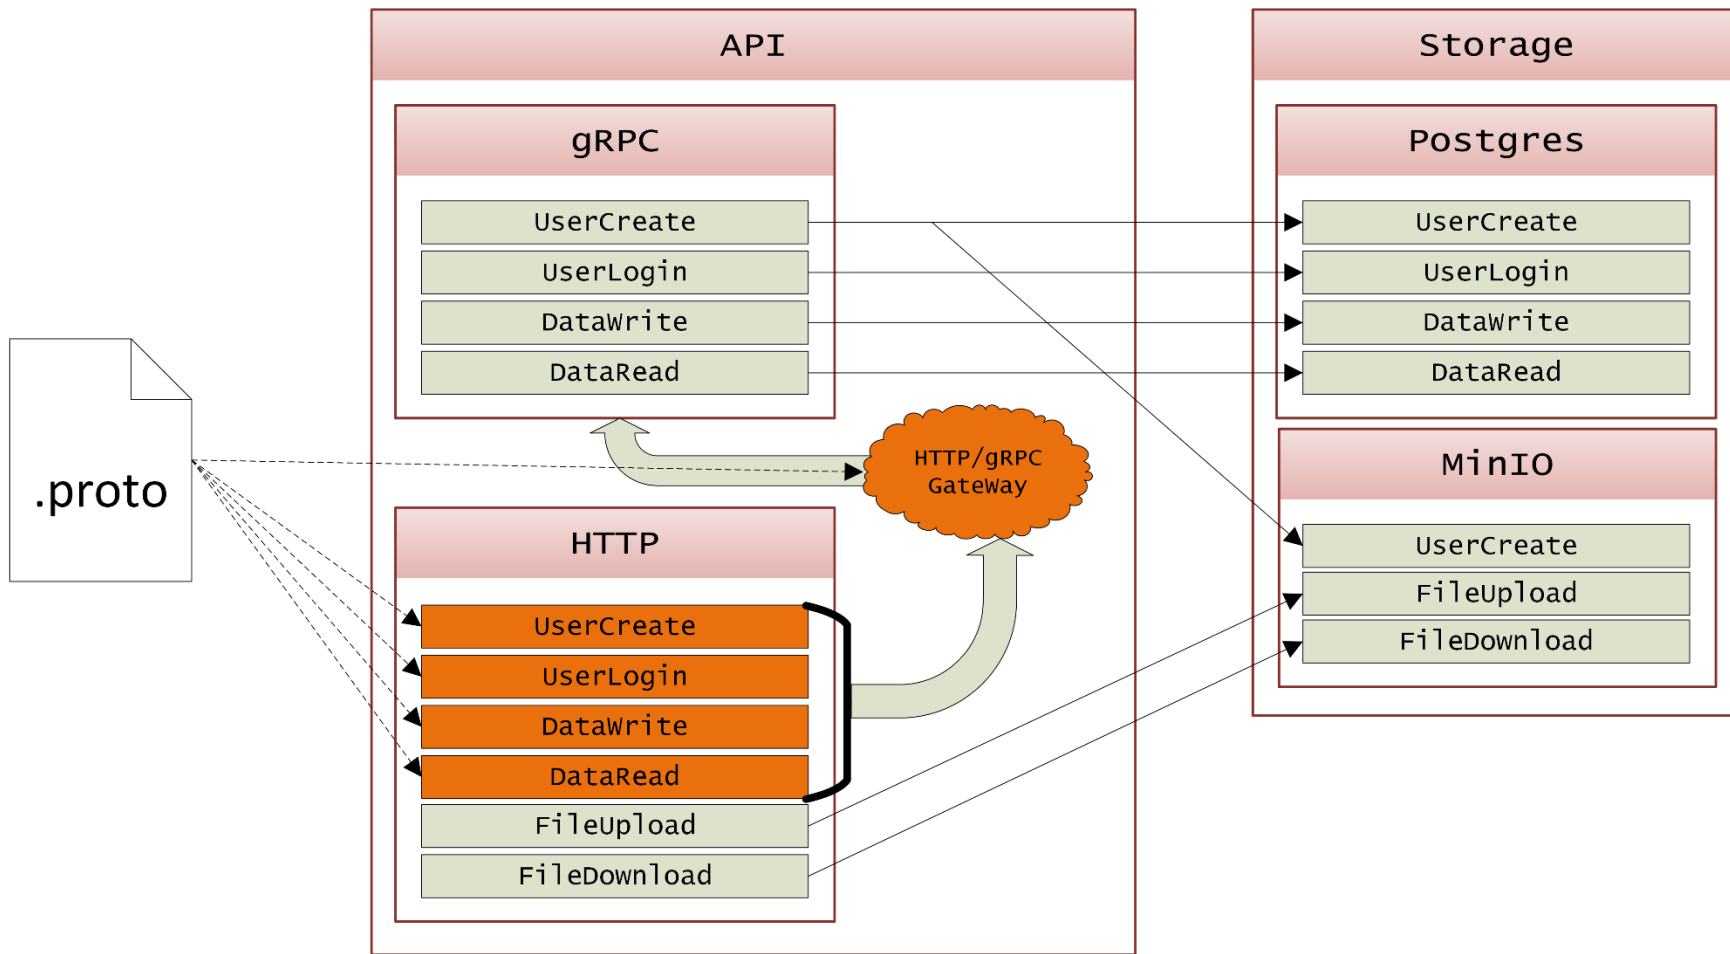 API
Storage
gRPC
Postgres
UserCreate
UserLogin
DataWrite
DataRead
UserCreate
UserLogin
DataWrite
DataRead
.proto
HTTP/gRPC
GateWay
MinIO
HTTP
UserCreate
FileUpload
FileDownload
UserCreate
UserLogin
DataWrite
DataRead
FileUpload
FileDownload